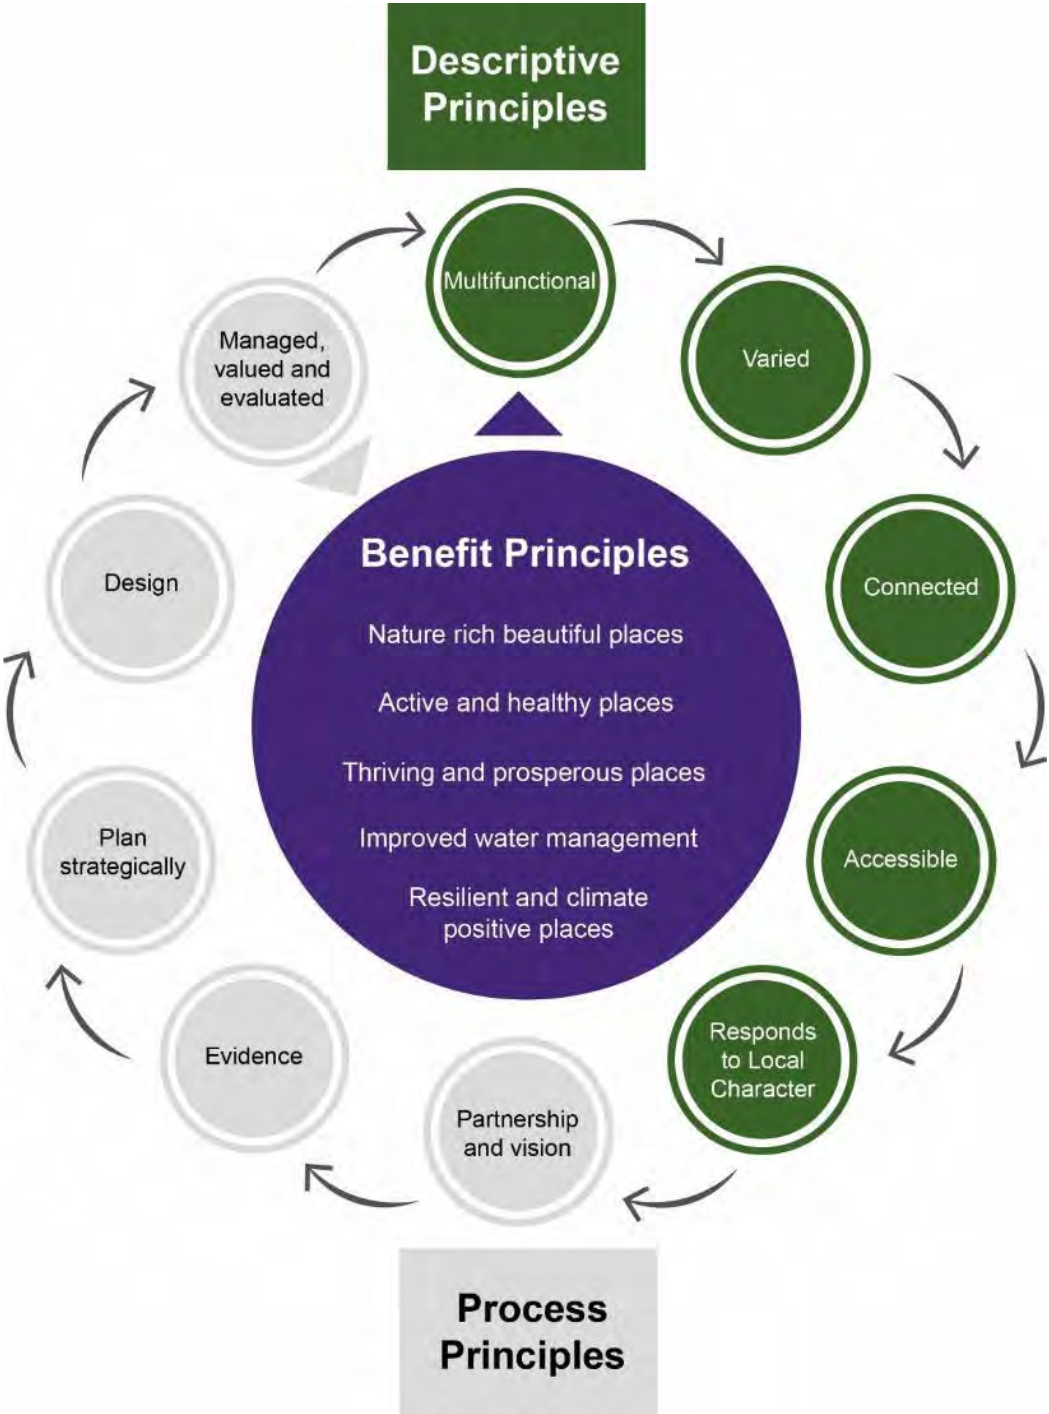 Descriptive
Principles
Multifunctional
Varied
Connected
Accessible
Responds
to Local
Character
Partnership
and vision
Evidence
Plan
strategically
Design
Managed,
valued and
evaluated
Benefit Principles
Nature rich beautiful places
Active and healthy places
Thriving and prosperous places
Improved water management
Resilient and climate
positive places
Process
Principles